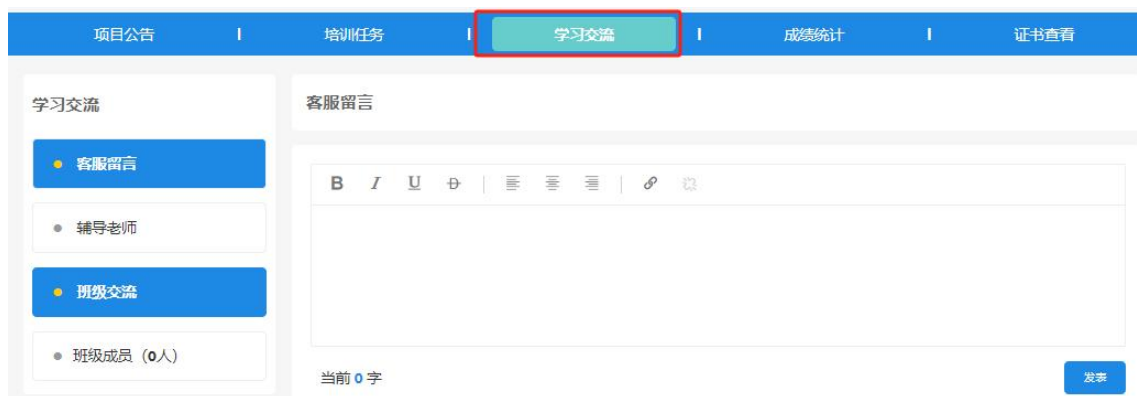 项目公告 | 培训任务 | 学习交流 | 成绩统计 | 证书查看
学习交流
客服留言
辅导老师
班级交流
班级成员（0人）
客服留言
B I U D
当前 0 字
发表